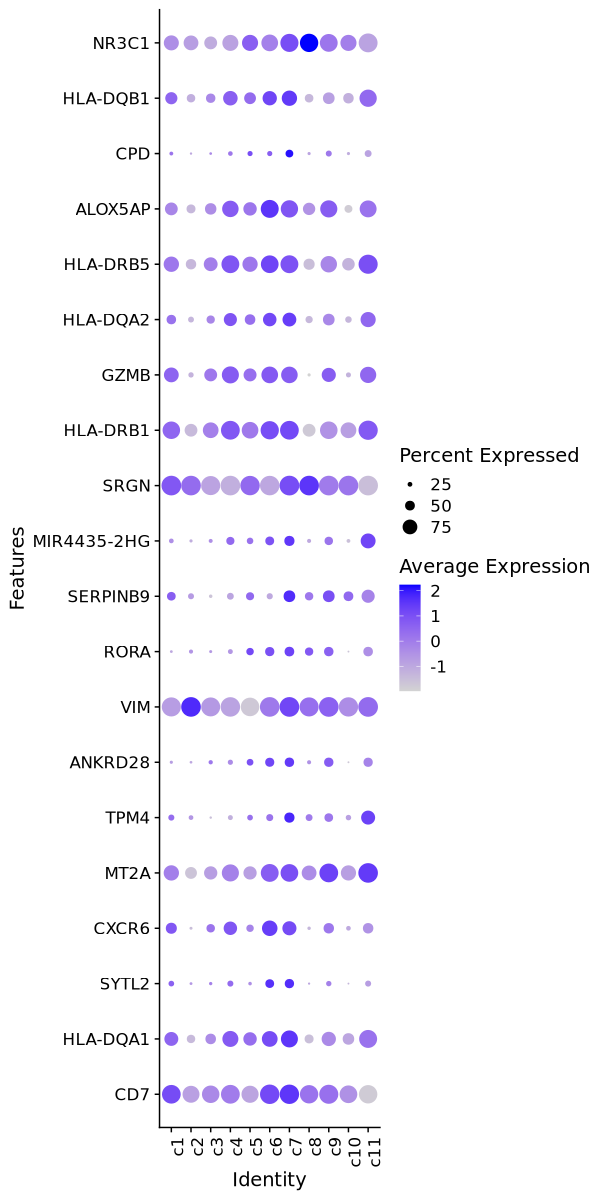 NR3C1
HLA-DQB1
CPD
ALOX5AP
HLA-DRB5
HLA-DQA2
GZMB
HLA-DRB1
SRGN
MIR4435-2HG
SERPINB9
RORA
VIM
ANKRD28
TPM4
MT2A
CXCR6
SYTL2
HLA-DQA1
CD7
Features
c1 c2 c3 c4 c5 c6 c7 c8 c9 c10 c11
Identity
Percent Expressed
25
50
75
Average Expression
2
1
0
-1